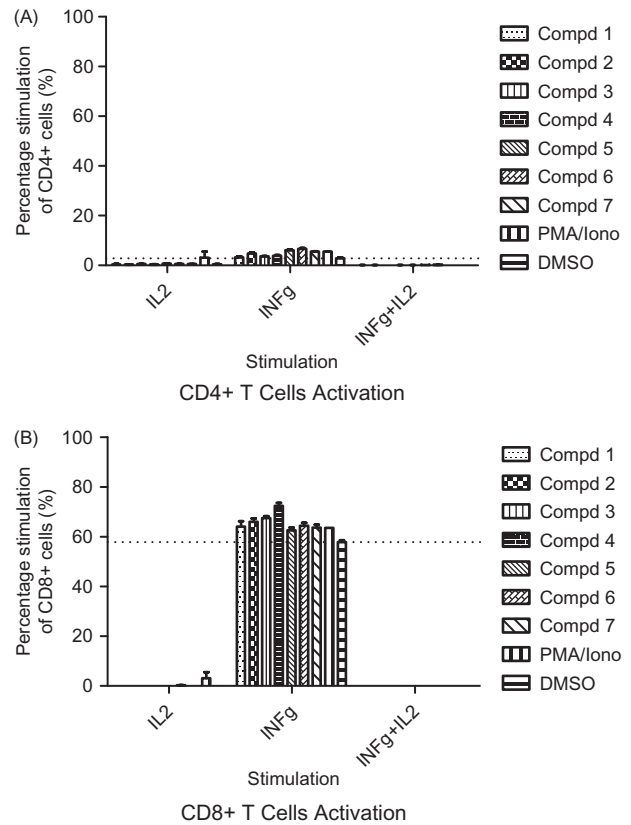 (A)
Percentage stimulation
of CD4+ cells (%)
100
80
60
40
20
0
IL2
INFg
INFg+IL2
Stimulation
CD4+ T Cells Activation
Compd 1
Compd 2
Compd 3
Compd 4
Compd 5
Compd 6
Compd 7
PMA/Iono
DMSO
(B)
Percentage stimulation
of CD8+ cells (%)
100
80
60
40
20
0
IL2
INFg
INFg+IL2
Stimulation
CD8+ T Cells Activation
Compd 1
Compd 2
Compd 3
Compd 4
Compd 5
Compd 6
Compd 7
PMA/Iono
DMSO